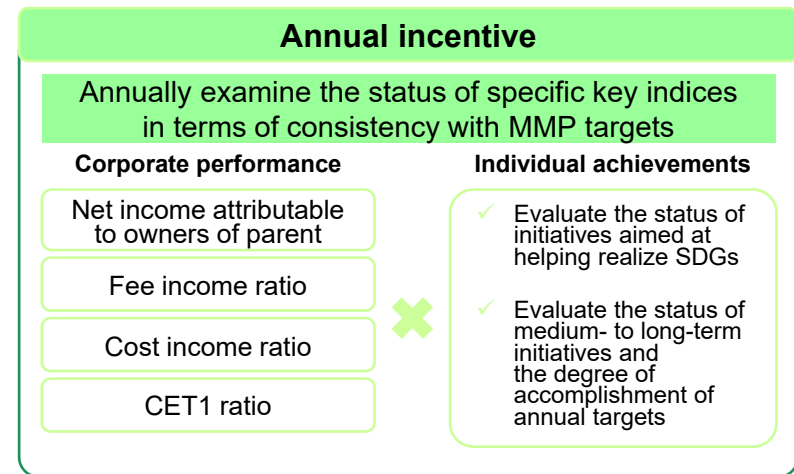 Annual incentive
Annually examine the status of specific key indices
in terms of consistency with MMP targets
Corporate performance
Net income attributable
to owners of parent
Fee income ratio
Cost income ratio
CET1 ratio
Individual achievements
✓ Evaluate the status of
initiatives aimed at
helping realize SDGs
✓ Evaluate the status of
medium- to long-term
initiatives and
the degree of
accomplishment of
annual targets